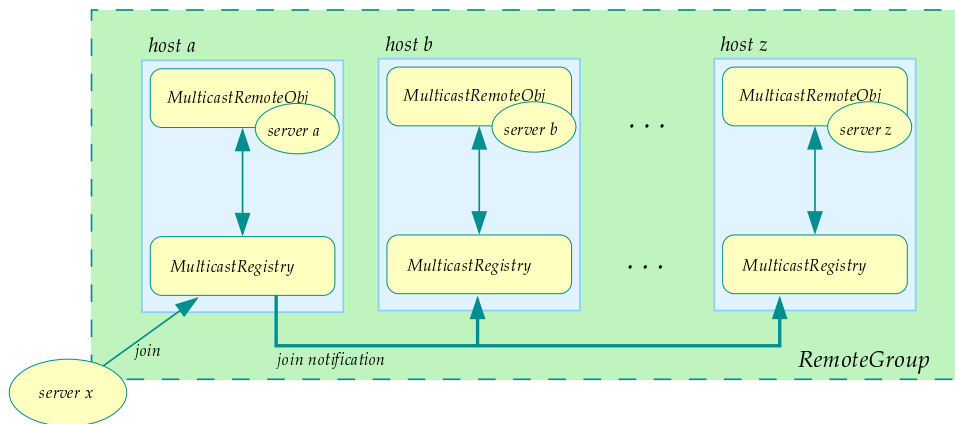 host a
host b
host z
MulticastRemoteObj
MulticastRemoteObj
MulticastRemoteObj
server a
server b
. . .
server z
MulticastRegistry
MulticastRegistry
. . .
MulticastRegistry
join
join notification
RemoteGroup
server x